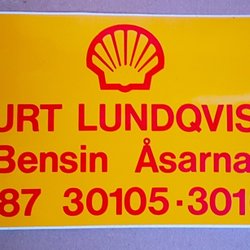 URT LUNDQVIS
Bensin Åsarna
87 30105·301